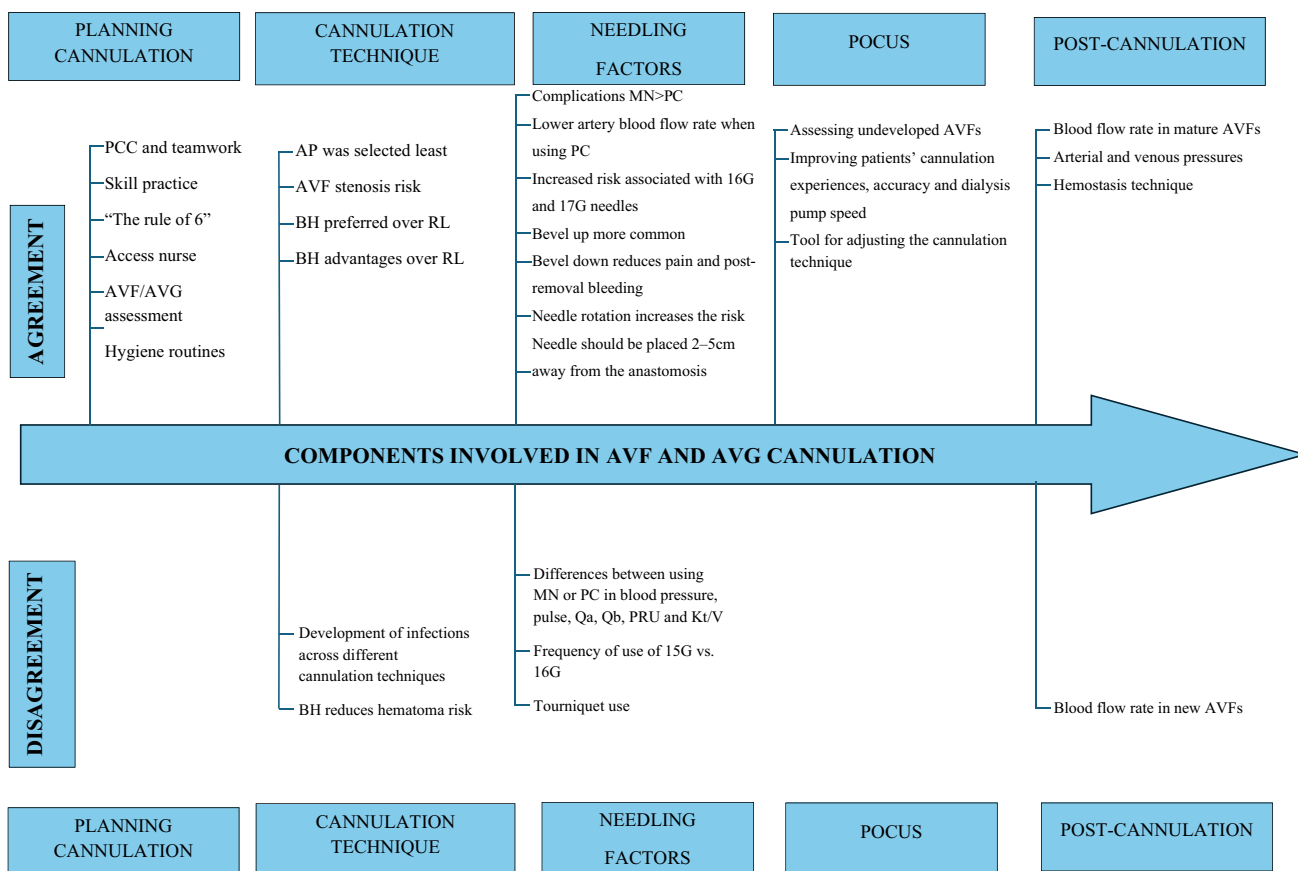 PLANNING
CANNULATION
CANNULATION
TECHNIQUE
NEEDLING
FACTORS
POCUS
POST-CANNULATION
AGREEMENT
PCC and teamwork
Skill practice
“The rule of 6”
Access nurse
AVF/AVG
assessment
Hygiene routines
AP was selected least
AVF stenosis risk
BH preferred over RL
BH advantages over RL
Complications MN>PC
Lower artery blood flow rate when
using PC
Increased risk associated with 16G
and 17G needles
Bevel up more common
Bevel down reduces pain and post-
removal bleeding
Needle rotation increases the risk
Needle should be placed 2–5cm
away from the anastomosis
Assessing undeveloped AVFs
Improving patients’ cannulation
experiences, accuracy and dialysis
pump speed
Tool for adjusting the cannulation
technique
Blood flow rate in mature AVFs
Arterial and venous pressures
Hemostasis technique
COMPONENTS INVOLVED IN AVF AND AVG CANNULATION
DISAGREEMENT
Development of infections
across different
cannulation techniques
BH reduces hematoma risk
Differences between using
MN or PC in blood pressure,
pulse, Qa, Qb, PRU and Kt/V
Frequency of use of 15G vs.
16G
Tourniquet use
Blood flow rate in new AVFs
PLANNING
CANNULATION
CANNULATION
TECHNIQUE
NEEDLING
FACTORS
POCUS
POST-CANNULATION